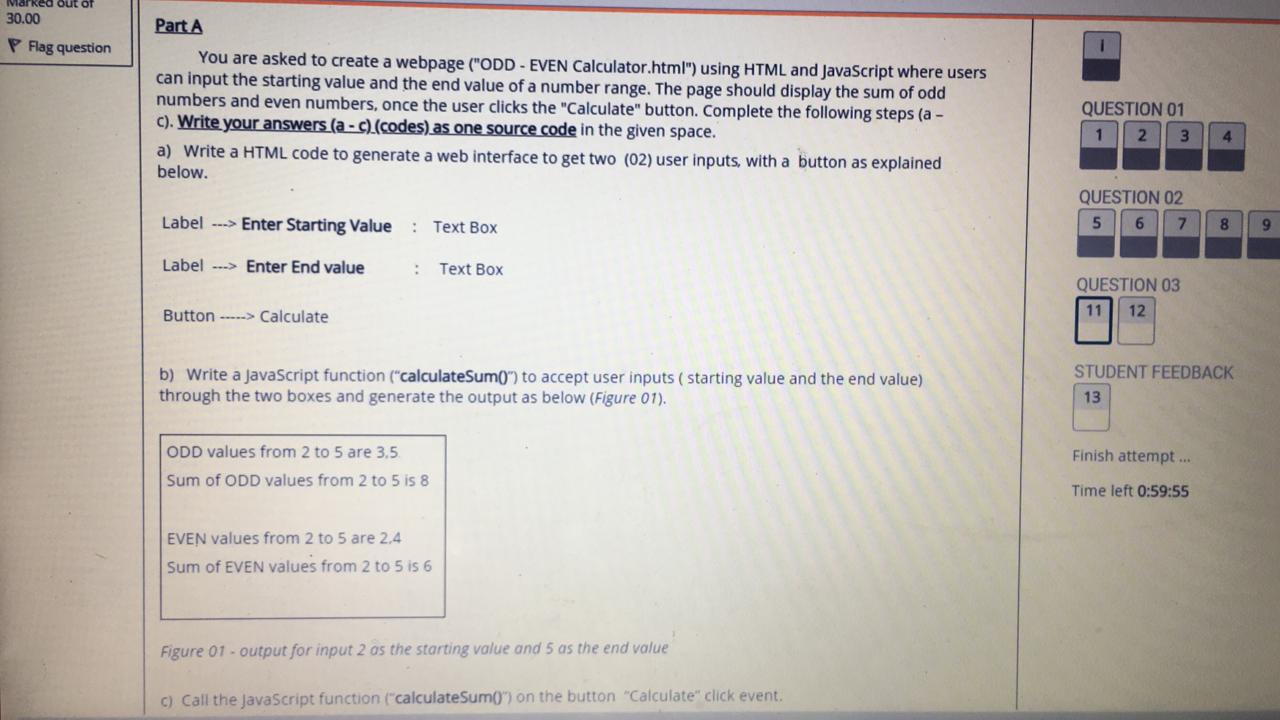 Marked out of
30.00
Flag question
Part A
You are asked to create a webpage ("ODD - EVEN Calculator.html") using HTML and JavaScript where users
can input the starting value and the end value of a number range. The page should display the sum of odd
numbers and even numbers, once the user clicks the "Calculate" button. Complete the following steps (a –
c). Write your answers (a - c) (codes) as one source code in the given space.
a) Write a HTML code to generate a web interface to get two (02) user inputs, with a button as explained
below.
Label ---> Enter Starting Value : Text Box
Label ---> Enter End value : Text Box
Button -----> Calculate
b) Write a JavaScript function ("calculateSum()") to accept user inputs ( starting value and the end value)
through the two boxes and generate the output as below (Figure 01).
ODD values from 2 to 5 are 3,5
Sum of ODD values from 2 to 5 is 8
EVEN values from 2 to 5 are 2,4
Sum of EVEN values from 2 to 5 is 6
Figure 01 - output for input 2 as the starting value and 5 as the end value
c) Call the JavaScript function ("calculateSum()") on the button "Calculate" click event.
i
QUESTION 01
1 2 3 4
QUESTION 02
5 6 7 8 9
QUESTION 03
11 12
STUDENT FEEDBACK
13
Finish attempt ...
Time left 0:59:55